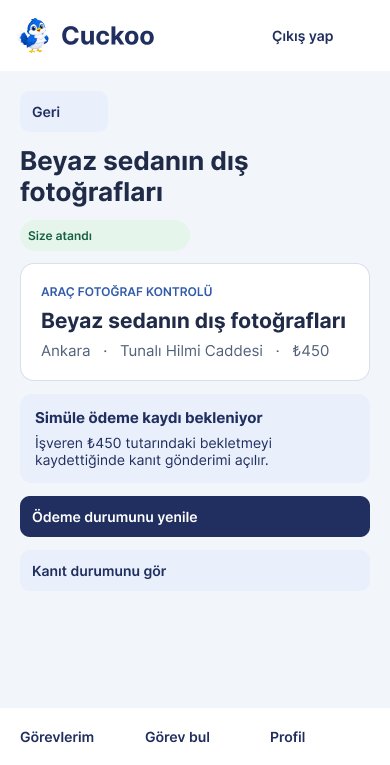 Cuckoo
Çıkış yap
Geri
Beyaz sedanın dış
fotoğrafları
Size atandı
ARAÇ FOTOĞRAF KONTROLÜ
Beyaz sedanın dış fotoğrafları
Ankara · Tunalı Hilmi Caddesi · ₺450
Simüle ödeme kaydı bekleniyor
İşveren ₺450 tutarındaki bekletmeyi
kaydettiğinde kanıt gönderimi açılır.
Ödeme durumunu yenile
Kanıt durumunu gör
Görevlerim
Görev bul
Profil